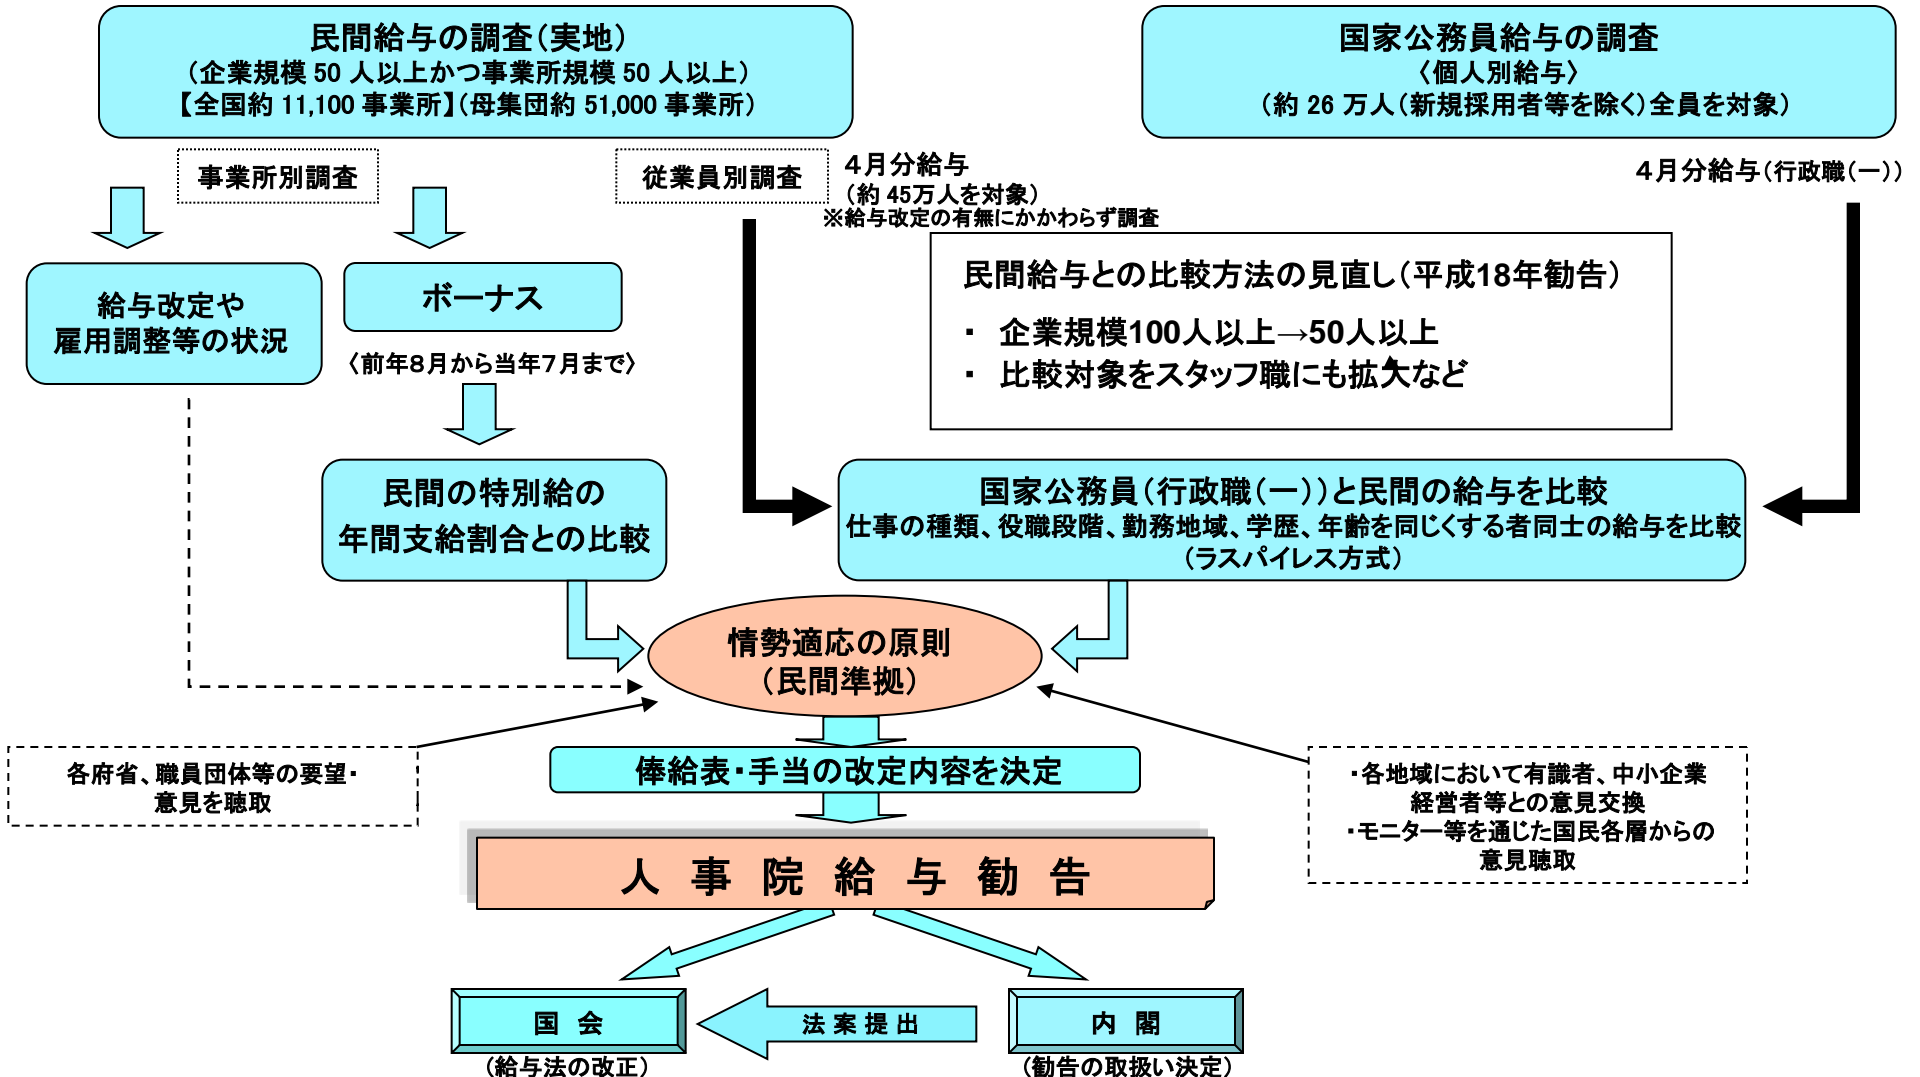 民間給与の調査（実地）
（企業規模 50 人以上かつ事業所規模 50 人以上）
【全国約 11,100 事業所】（母集団約 51,000 事業所）
国家公務員給与の調査
〈個人別給与〉
（約 26 万人（新規採用者等を除く）全員を対象）
事業所別調査
従業員別調査
４月分給与
（約 45万人を対象）
※給与改定の有無にかかわらず調査
４月分給与（行政職（一））
給与改定や
雇用調整等の状況
ボーナス
〈前年８月から当年７月まで〉
民間給与との比較方法の見直し（平成18年勧告）
・ 企業規模100人以上→50人以上
・ 比較対象をスタッフ職にも拡大など
民間の特別給の
年間支給割合との比較
国家公務員（行政職（一））と民間の給与を比較
仕事の種類、役職段階、勤務地域、学歴、年齢を同じくする者同士の給与を比較
（ラスパイレス方式）
情勢適応の原則
（民間準拠）
各府省、職員団体等の要望・
意見を聴取
俸給表・手当の改定内容を決定
・各地域において有識者、中小企業
経営者等との意見交換
・モニター等を通じた国民各層からの
意見聴取
人 事 院 給 与 勧 告
国 会
法 案 提 出
内 閣
（給与法の改正）
（勧告の取扱い決定）